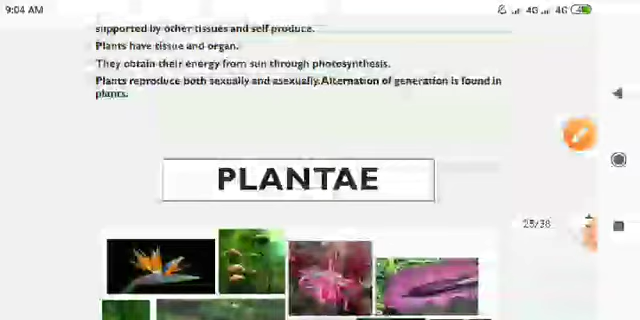 9:04 AM
4G 4G
supported by other tissues and self produce.
Plants have tissue and organ.
They obtain their energy from sun through photosynthesis.
Plants reproduce both sexually and asexually.Alternation of generation is found in
plants.
PLANTAE
25/38